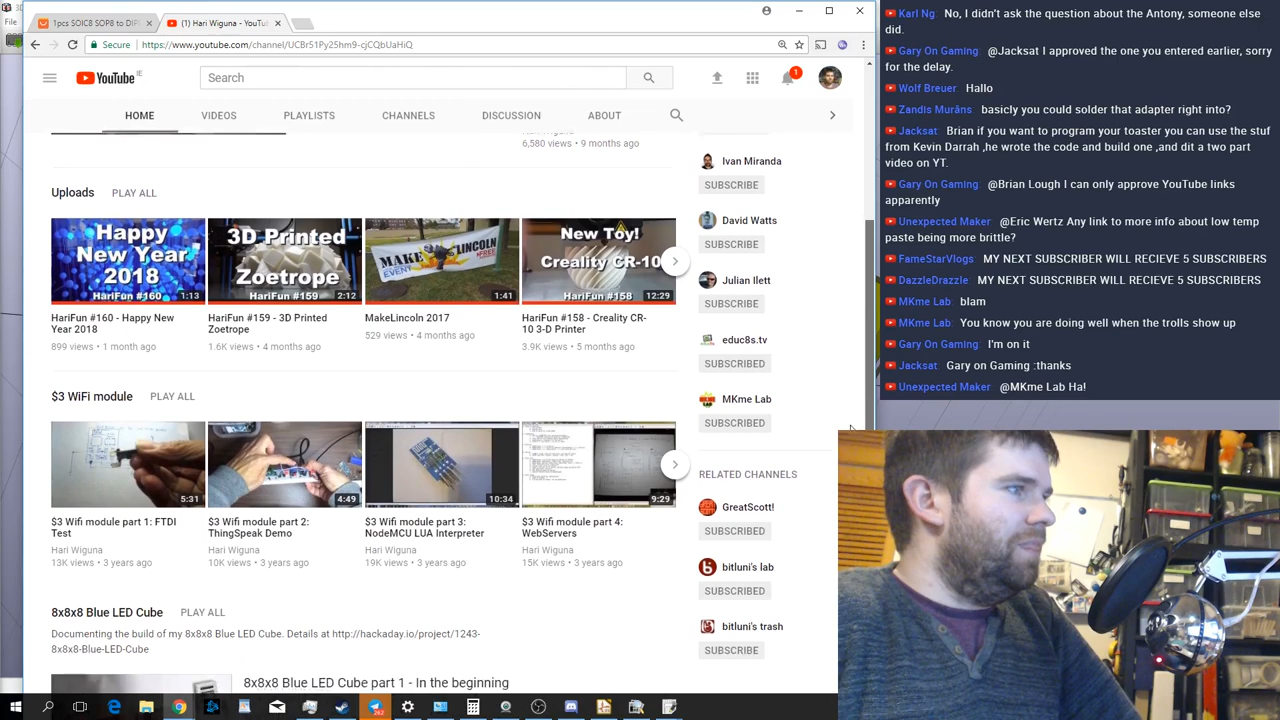 1pcs SOIC8 SOP8 to DIP
(1) Hari Wiguna - YouTu
Secure
https://www.youtube.com/channel/UCBr51Py25hm9-cjCQbUaHiQ
YouTube IE
Search
1
HOME
VIDEOS
PLAYLISTS
CHANNELS
DISCUSSION
ABOUT
6,580 views • 9 months ago
Uploads PLAY ALL
Happy
New Year
2018
HariFun #160
1:13
3D Printed
Zoetrope
HariFun #159
2:12
MAKE LINCOLN
EVENT
FREE
1:41
New Toy!
Creality CR-10
HariFun #158
12:29
HariFun #160 - Happy New
Year 2018
899 views • 1 month ago
HariFun #159 - 3D Printed
Zoetrope
1.6K views • 4 months ago
MakeLincoln 2017
529 views • 4 months ago
HariFun #158 - Creality CR-
10 3-D Printer
3.9K views • 5 months ago
$3 WiFi module PLAY ALL
5:31
4:49
10:34
9:29
$3 Wifi module part 1: FTDI
Test
Hari Wiguna
13K views • 3 years ago
$3 Wifi module part 2:
ThingSpeak Demo
Hari Wiguna
10K views • 3 years ago
$3 Wifi module part 3:
NodeMCU LUA Interpreter
Hari Wiguna
19K views • 3 years ago
$3 Wifi module part 4:
WebServers
Hari Wiguna
15K views • 3 years ago
8x8x8 Blue LED Cube PLAY ALL
Documenting the build of my 8x8x8 Blue LED Cube. Details at http://hackaday.io/project/1243-
8x8x8-Blue-LED-Cube
8x8x8 Blue LED Cube part 1 - In the beginning
Ivan Miranda
SUBSCRIBE
David Watts
SUBSCRIBE
Julian Ilett
SUBSCRIBE
educ8s.tv
SUBSCRIBED
MKme Lab
SUBSCRIBED
RELATED CHANNELS
GreatScott!
SUBSCRIBED
bitluni's lab
SUBSCRIBED
bitluni's trash
SUBSCRIBE
Karl Ng No, I didn't ask the question about the Antony, someone else
did.
Gary On Gaming @Jacksat I approved the one you entered earlier, sorry
for the delay.
Wolf Breuer Hallo
Zandis Murāns basicly you could solder that adapter right into?
Jacksat Brian if you want to program your toaster you can use the stuf
from Kevin Darrah ,he wrote the code and build one ,and dit a two part
video on YT.
Gary On Gaming @Brian Lough I can only approve YouTube links
apparently
Unexpected Maker @Eric Wertz Any link to more info about low temp
paste being more brittle?
FameStarVlogs MY NEXT SUBSCRIBER WILL RECIEVE 5 SUBSCRIBERS
DazzleDrazzle MY NEXT SUBSCRIBER WILL RECIEVE 5 SUBSCRIBERS
MKme Lab blam
MKme Lab You know you are doing well when the trolls show up
Gary On Gaming I'm on it
Jacksat Gary on Gaming :thanks
Unexpected Maker @MKme Lab Ha!